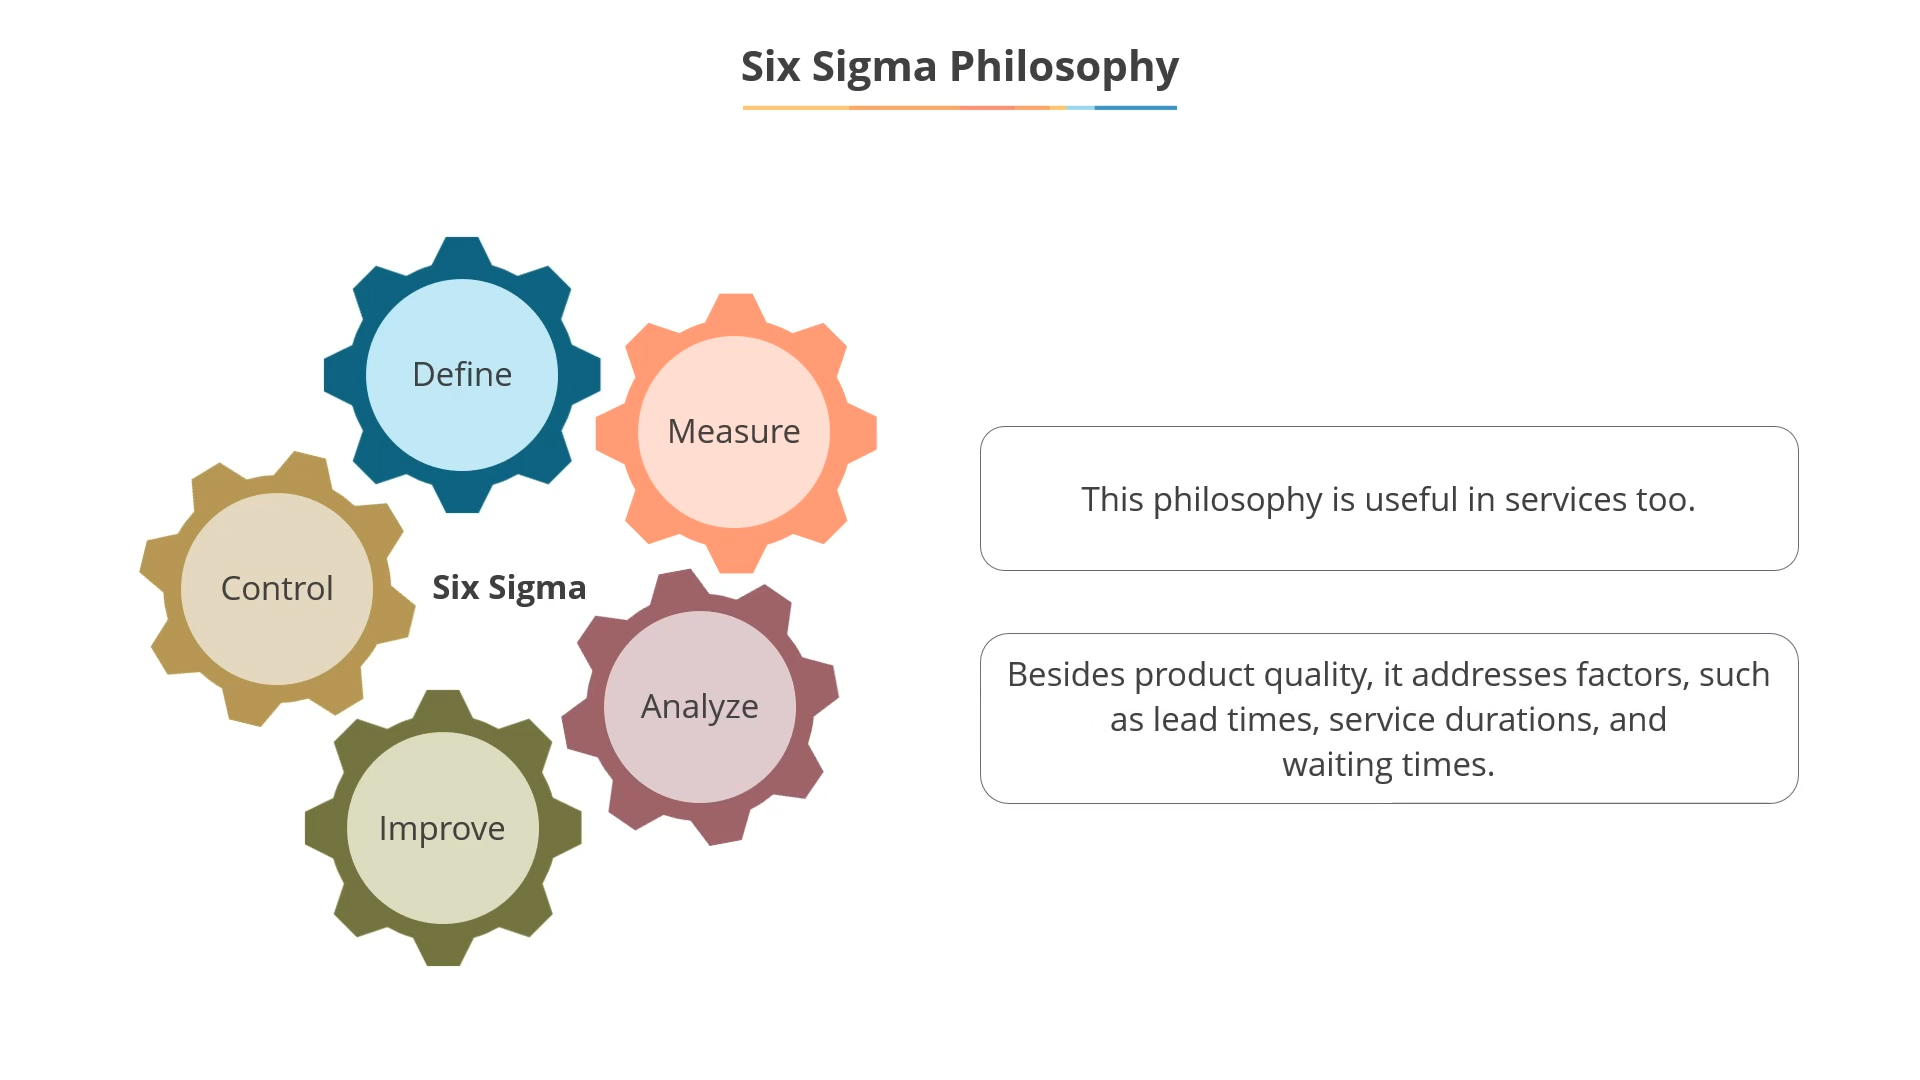 Six Sigma Philosophy
Define
Measure
Control
Six Sigma
Analyze
Improve
This philosophy is useful in services too.
Besides product quality, it addresses factors, such
as lead times, service durations, and
waiting times.